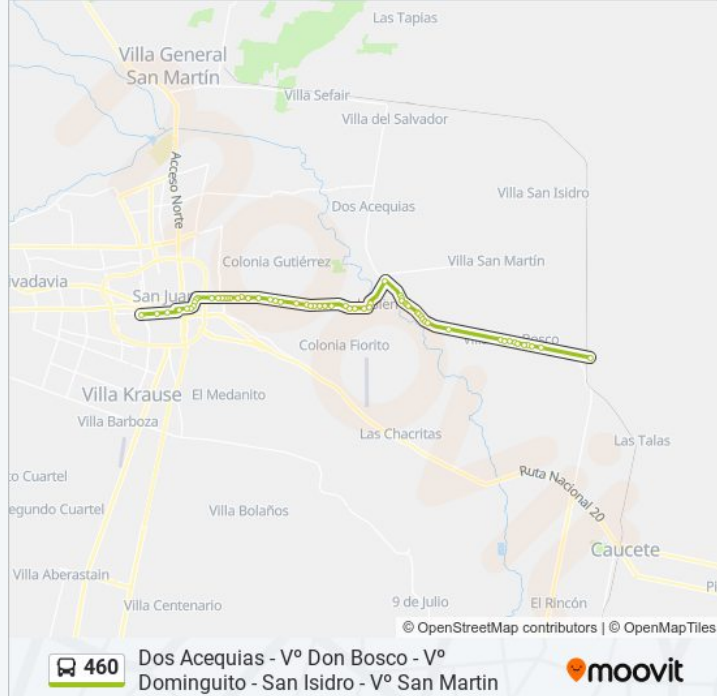 Las Tapias
Villa General
San Martín
Villa Sefair
Villa del Salvador
Acceso Norte
Villa San Isidro
Dos Acequias
Colonia Gutiérrez
Villa San Martín
ivadavia
San Juan
Colonia Fiorito
Villa Krause
El Medanito
Villa Barboza
Las Chacritas
Las Talas
to Cuartel
Ruta Nacional 20
egundo Cuartel
Villa Bolaños
Caucete
Villa Aberastain
Villa Centenario
9 de Julio
El Rincón
© OpenStreetMap contributors | © OpenMapTiles
460
Dos Acequias - Vº Don Bosco - Vº
Dominguito - San Isidro - Vº San Martin
moovit